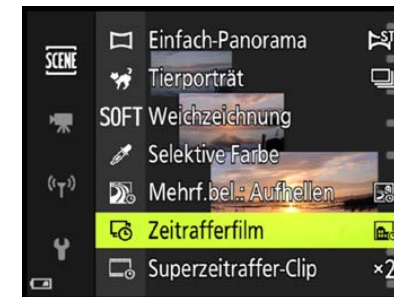 SCENE
Einfach-Panorama
Tierporträt
SOFT Weichzeichnung
Selektive Farbe
Mehrf.bel.: Aufhellen
Zeitrafferfilm
Superzeitraffer-Clip ×2